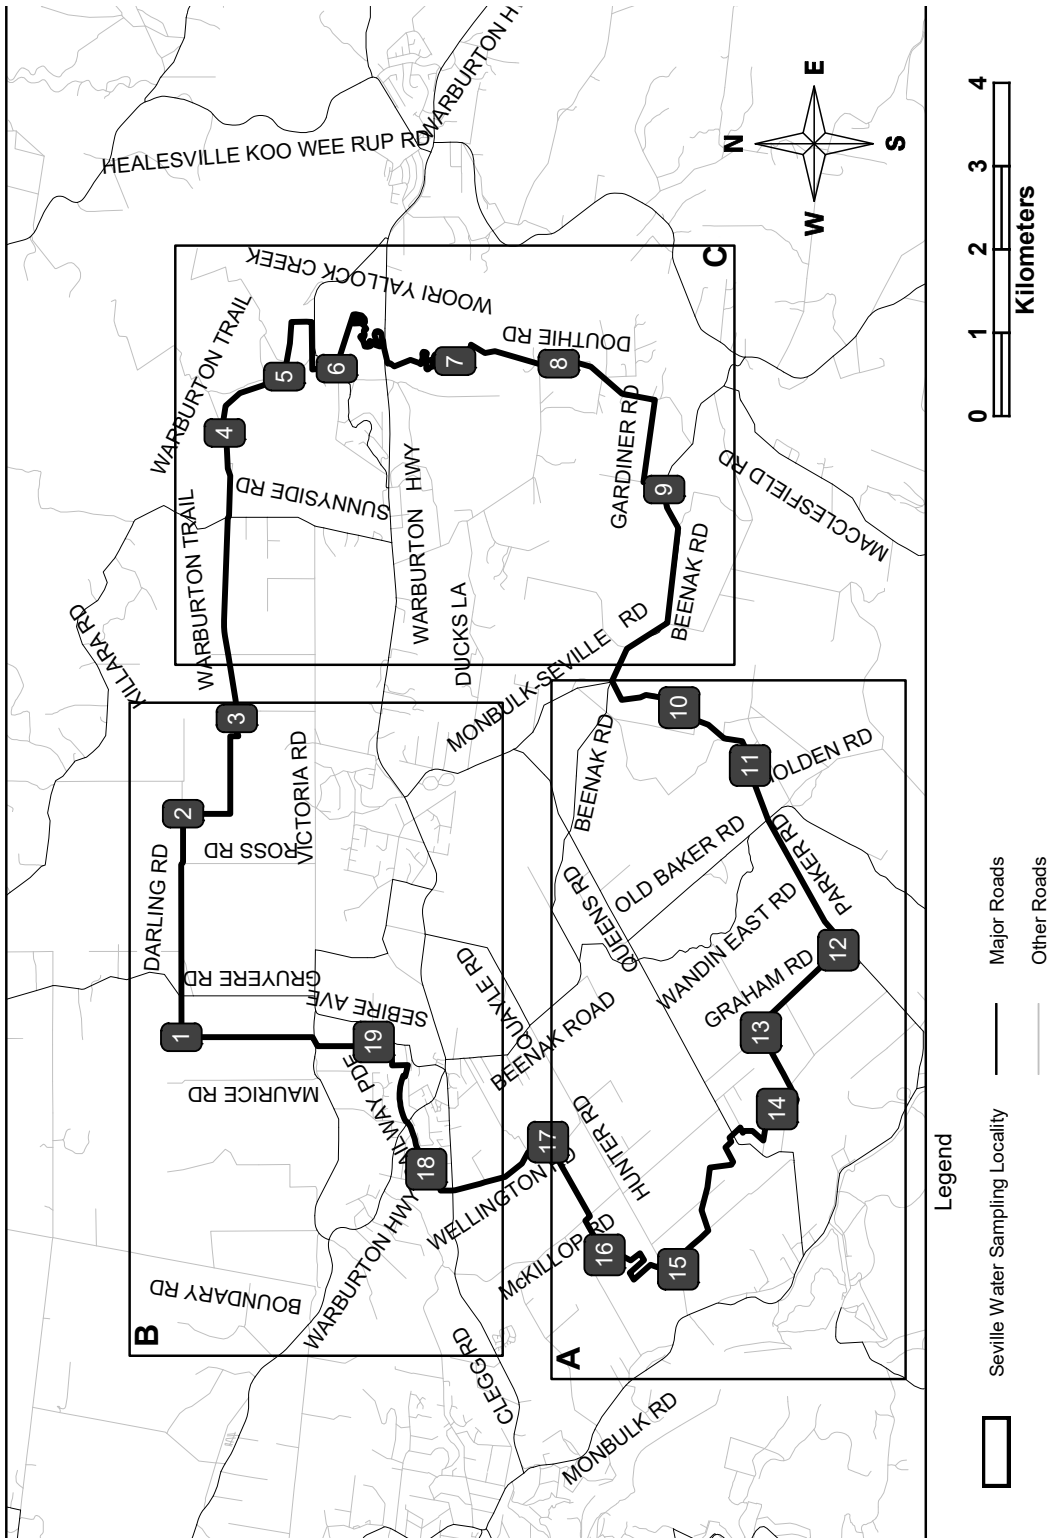 HEALESVILLE KOO WEE RUP RD
WARBURTON H
WARBURTON HWY
N
E
S
W
0 1 2 3 4
Kilometers
C
WOORI YALLOCK CREEK
WARBURTON TRAIL
5
6
4
7
DOUTHIE RD
8
SUNNYSIDE RD
WARBURTON HWY
GARDINER RD
9
MACCLESFIELD RD
WARBURTON TRAIL
KILLARA RD
DUCKS LA
BEENAK RD
MONBULK-SEVILLE RD
3
10
2
VICTORIA RD
ROSS RD
DARLING RD
BEENAK RD
11
HOLDEN RD
OLD BAKER RD
PARKER RD
QUEENS RD
WANDIN EAST RD
12
GRAHAM RD
13
GRUYERE RD
SEBIRE AVE
QUAYLE RD
BEENAK ROAD
1
19
MAURICE RD
14
HUNTER RD
17
18
WELLINGTON RD
McKILLOP RD
16
15
WARBURTON HWY
BOUNDARY RD
B
A
CLEGG RD
MONBULK RD
Legend
Seville Water Sampling Locality
Major Roads
Other Roads